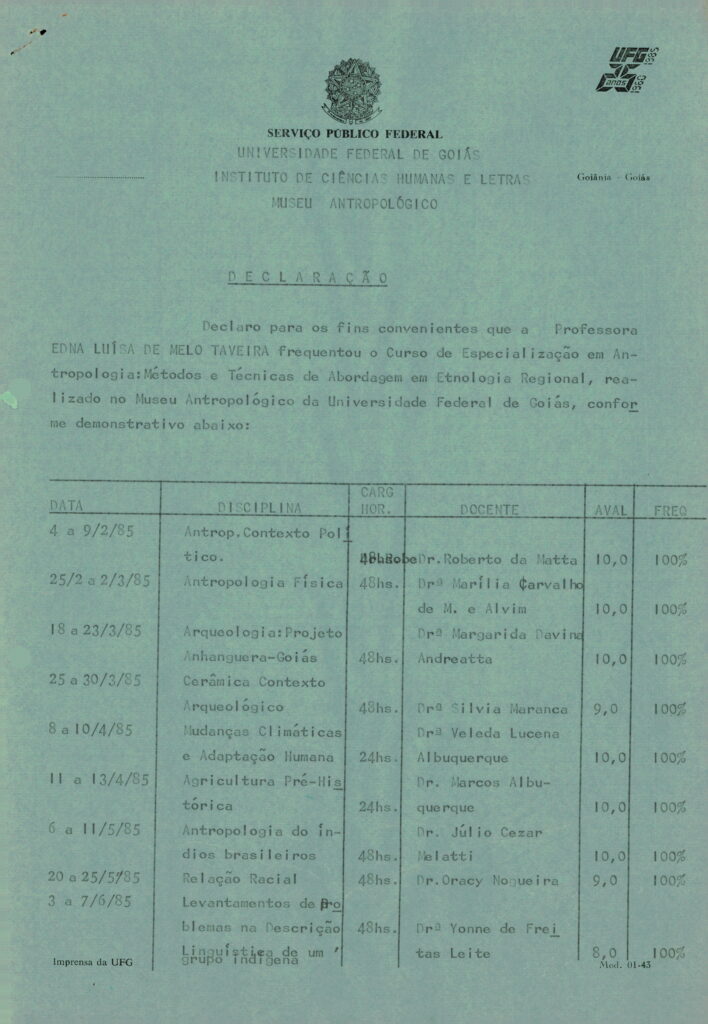 UFG
anos
SERVIÇO PÚBLICO FEDERAL
UNIVERSIDADE FEDERAL DE GOIÁS
INSTITUTO DE CIÊNCIAS HUMANAS E LETRAS
Goiânia - Goiás
MUSEU ANTROPOLÓGICO
DECLARAÇÃO
Declaro para os fins convenientes que a Professora
EDNA LUÍSA DE MELO TAVEIRA frequentou o Curso de Especialização em An-
tropologia:Métodos e Técnicas de Abordagem em Etnologia Regional, rea-
lizado no Museu Antropológico da Universidade Federal de Goiás, confor
me demonstrativo abaixo:
CARG
DATA DISCIPLINA HOR. DOCENTE AVAL FREQ
4 a 9/2/85 Antrop.Contexto Polí
tico. Dr.Roberto da Matta 10,0 100%
25/2 a 2/3/85 Antropologia Física 48hs. Drª Marília Carvalho
de M. e Alvim 10,0 100%
18 a 23/3/85 Arqueologia:Projeto Drª Margarida Davina
Anhanguera-Goiás 48hs. Andreatta 10,0 100%
25 a 30/3/85 Cerâmica Contexto
Arqueológico 48hs. Drª Silvia Maranca 9,0 100%
8 a 10/4/85 Mudanças Climáticas Drª Veleda Lucena
e Adaptação Humana 24hs. Albuquerque 10,0 100%
11 a 13/4/85 Agricultura Pré-His Dr. Marcos Albu-
tórica 24hs. querque 10,0 100%
6 a 11/5/85 Antropologia do ín- Dr. Júlio Cezar
dios brasileiros 48hs. Melatti 10,0 100%
20 a 25/5/85 Relação Racial 48hs. Dr.Oracy Nogueira 9,0 100%
3 a 7/6/85 Levantamentos de pro
blemas na Descrição 48hs. Drª Yonne de Frei
Linguística de um ' tas Leite 8,0 100%
grupo indígena
Imprensa da UFG Mod. 01-43